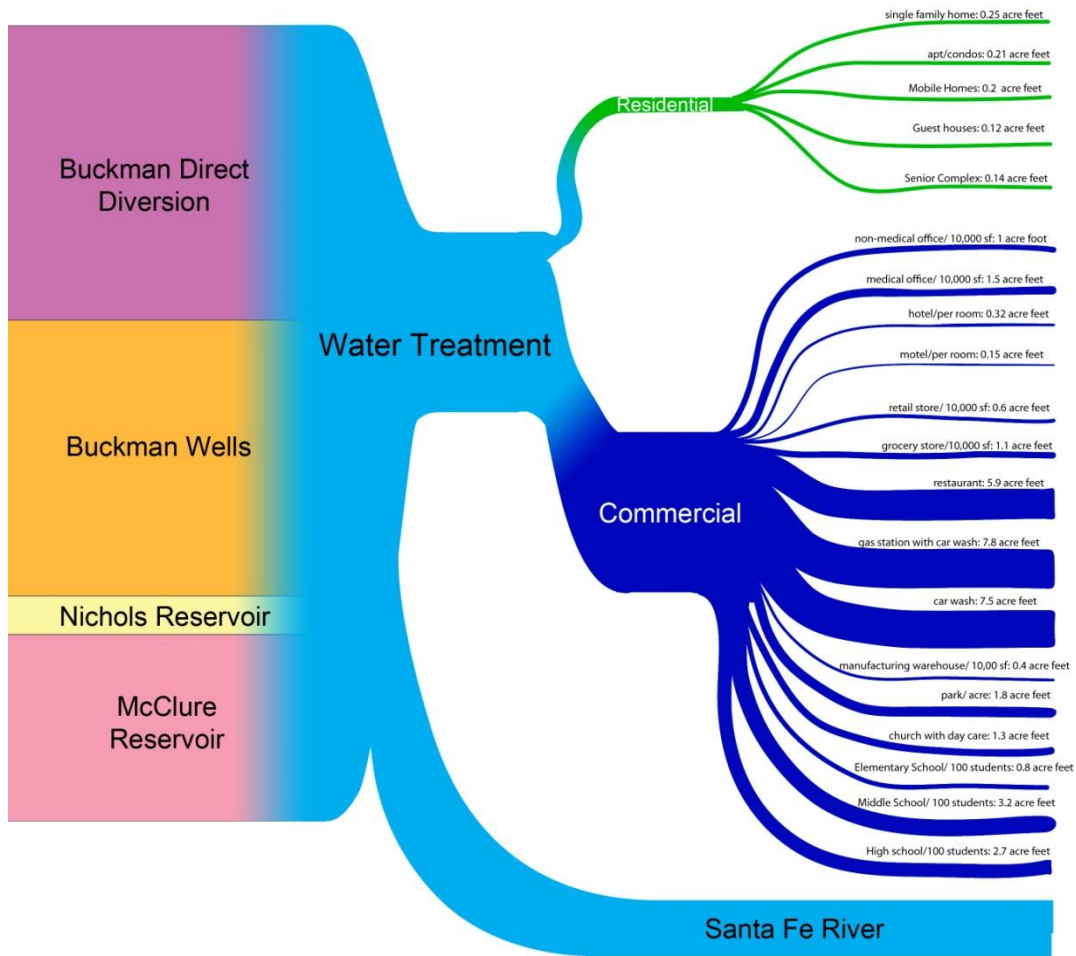 Buckman Direct
Diversion
Buckman Wells
Nichols Reservoir
McClure
Reservoir
Water Treatment
Residential
single family home: 0.25 acre feet
apt/condos: 0.21 acre feet
Mobile Homes: 0.2 acre feet
Guest houses: 0.12 acre feet
Senior Complex: 0.14 acre feet
Commercial
non-medical office/ 10,000 sf: 1 acre foot
medical office/ 10,000 sf: 1.5 acre feet
hotel/per room: 0.32 acre feet
motel/per room: 0.15 acre feet
retail store/ 10,000 sf: 0.6 acre feet
grocery store/10,000 sf: 1.1 acre feet
restaurant: 5.9 acre feet
gas station with car wash: 7.8 acre feet
car wash: 7.5 acre feet
manufacturing warehouse/ 10,00 sf: 0.4 acre feet
park/ acre: 1.8 acre feet
church with day care: 1.3 acre feet
Elementary School/ 100 students: 0.8 acre feet
Middle School/ 100 students: 3.2 acre feet
High school/100 students: 2.7 acre feet
Santa Fe River